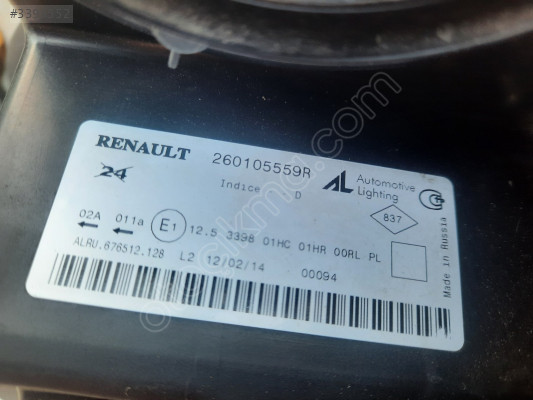 RENAULT 260105559R
24
Indice D
AL Automotive Lighting
837
02A 011a E1 12.5 3398 01HC 01HR 00RL PL
ALRU.676512.128 L2 12/02/14 00094
Made in Russia